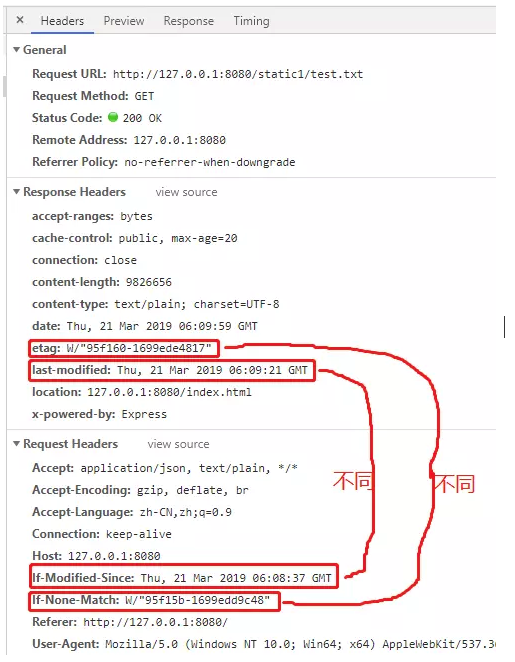 × Headers Preview Response Timing
▼ General
Request URL: http://127.0.0.1:8080/static1/test.txt
Request Method: GET
Status Code: 200 OK
Remote Address: 127.0.0.1:8080
Referrer Policy: no-referrer-when-downgrade
▼ Response Headers view source
accept-ranges: bytes
cache-control: public, max-age=20
connection: close
content-length: 9826656
content-type: text/plain; charset=UTF-8
date: Thu, 21 Mar 2019 06:09:59 GMT
etag: W/"95f160-1699ede4817"
last-modified: Thu, 21 Mar 2019 06:09:21 GMT
location: 127.0.0.1:8080/index.html
x-powered-by: Express
▼ Request Headers view source
Accept: application/json, text/plain, */*
Accept-Encoding: gzip, deflate, br
不同 不同
Accept-Language: zh-CN,zh;q=0.9
Connection: keep-alive
Host: 127.0.0.1:8080
If-Modified-Since: Thu, 21 Mar 2019 06:08:37 GMT
If-None-Match: W/"95f15b-1699edd9c48"
Referer: http://127.0.0.1:8080/
User-Agent: Mozilla/5.0 (Windows NT 10.0; Win64; x64) AppleWebKit/537.3